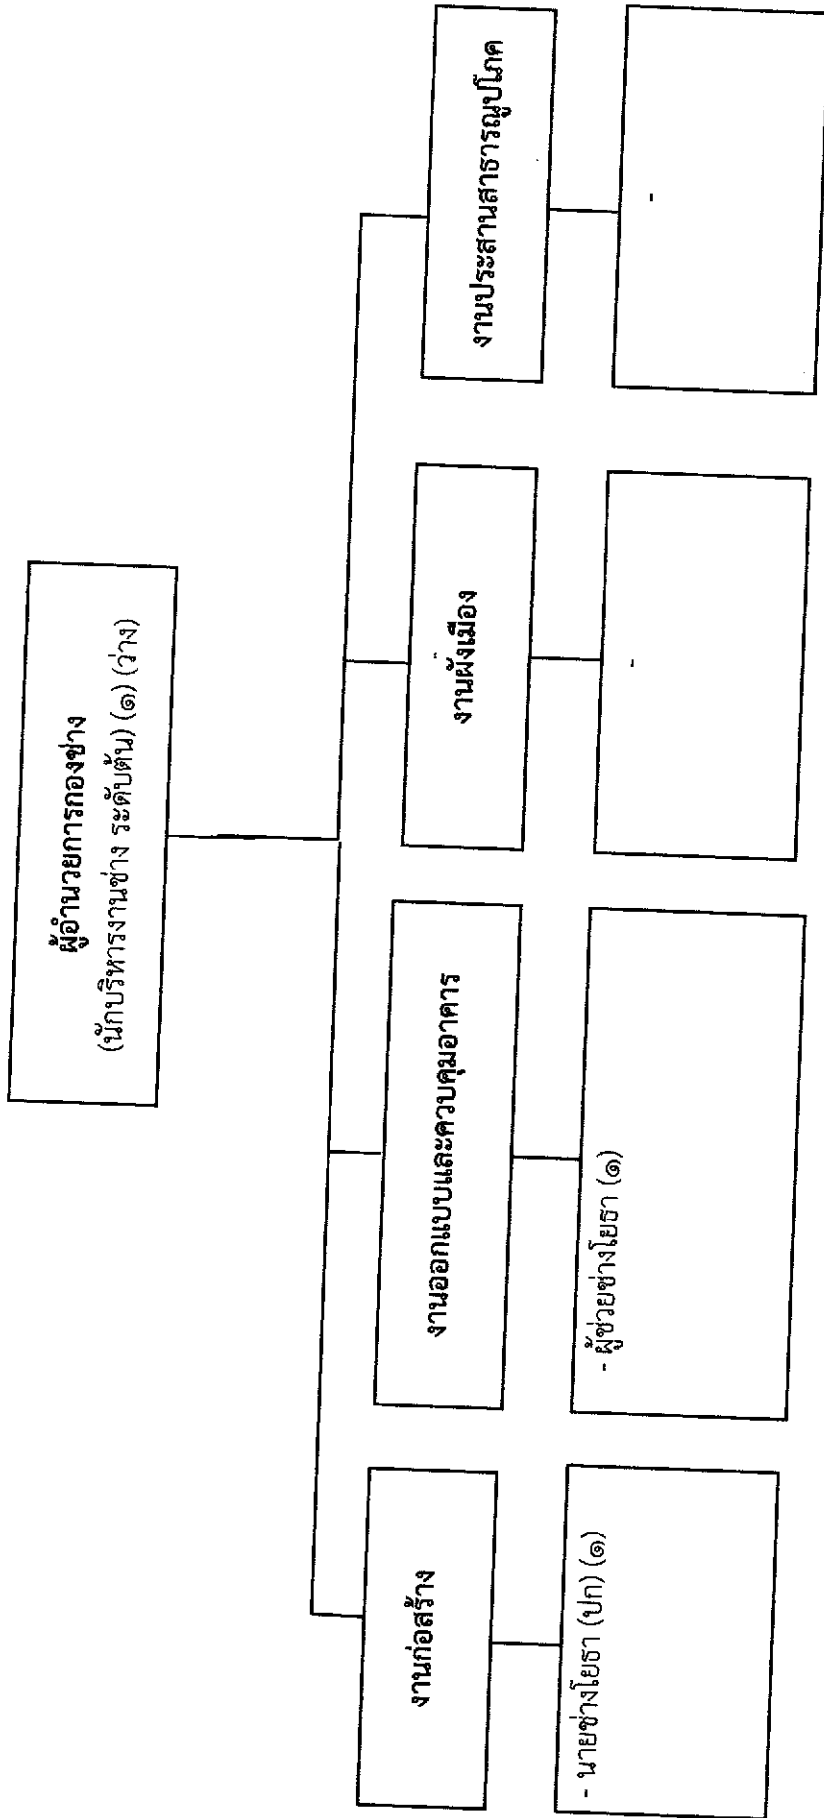 ผู้อำนวยการกองช่าง
(นักบริหารงานช่าง ระดับต้น) (๑) (ว่าง)
งานก่อสร้าง
งานออกแบบและควบคุมอาคาร
งานผังเมือง
งานประสานสาธารณูปโภค
- นายช่างโยธา (ปก) (๑)
- ผู้ช่วยช่างโยธา (๑)
-
-